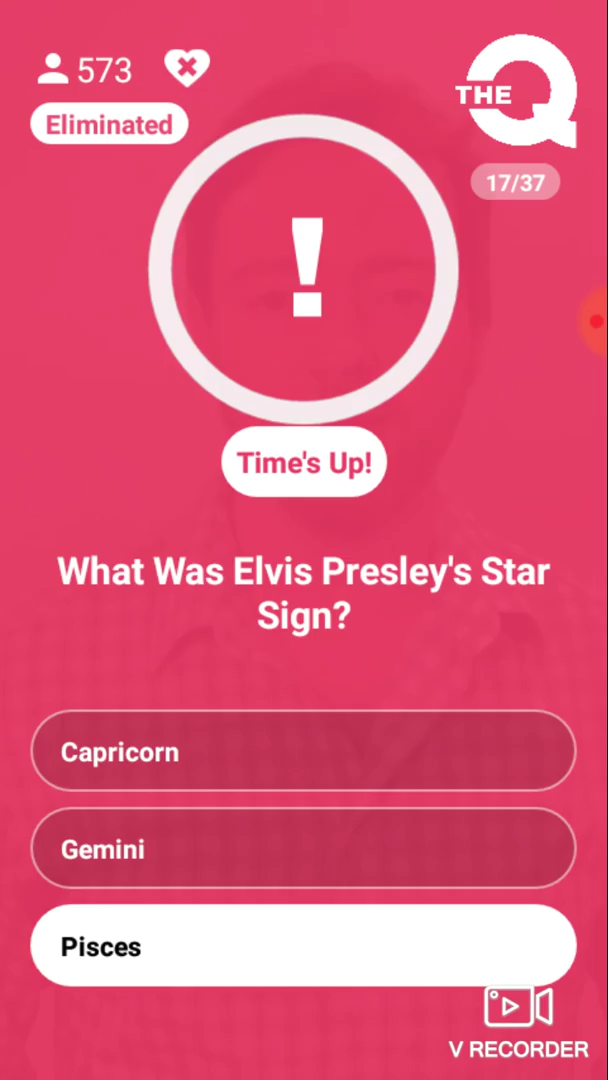 573
THE Q
Eliminated
17/37
!
Time's Up!
What Was Elvis Presley's Star
Sign?
Capricorn
Gemini
Pisces
V RECORDER